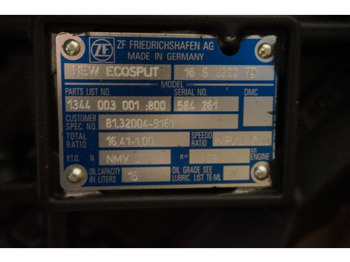 ZF FRIEDRICHSHAFEN AG
MADE IN GERMANY
NEW ECOSPLIT 16 S
MODEL
PARTS LIST NO. SERIAL NO. DMC
1344 003 001 :800 584 261
CUSTOMER SPEC. NO. 81.32004-9161
TOTAL RATIO 16.41-1.00 SPEEDO RATIO
P.T.O. N NMV n= ENGINE
OIL CAPACITY IN LITERS 15 OIL GRADE SEE LUBRIC. LIST TE-ML